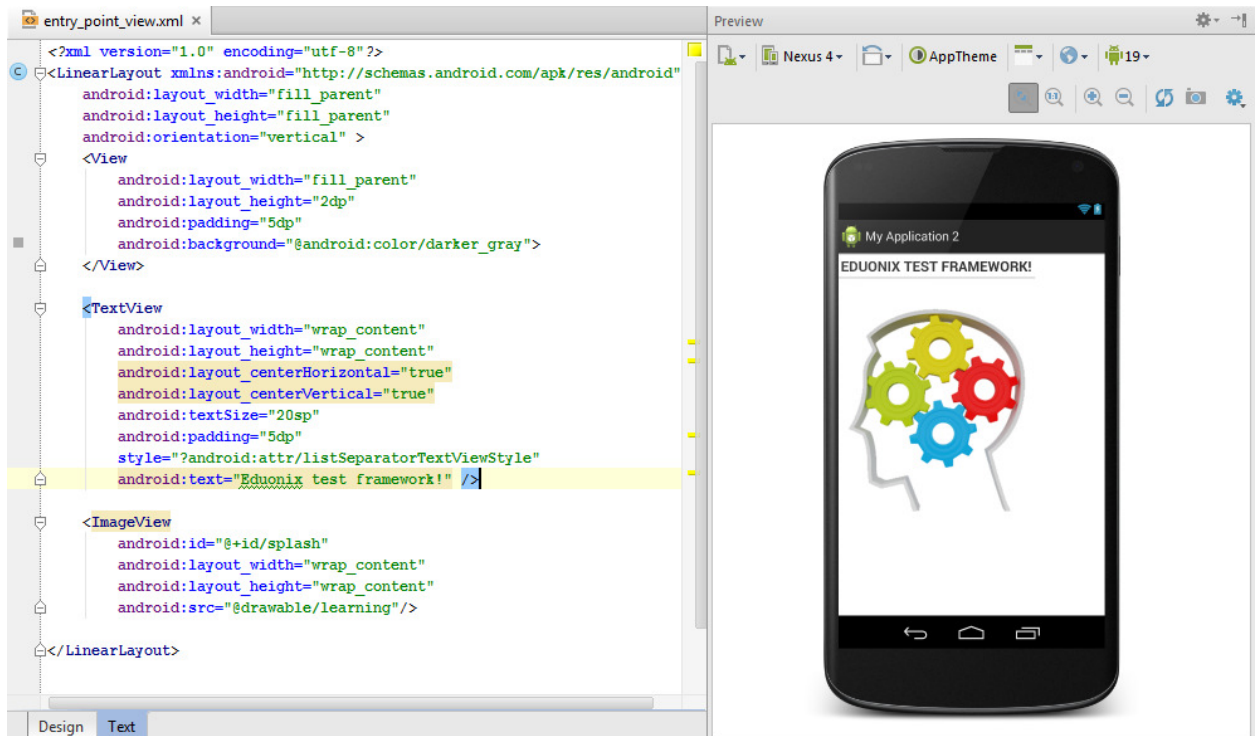 entry_point_view.xml
<?xml version="1.0" encoding="utf-8"?>
<LinearLayout xmlns:android="http://schemas.android.com/apk/res/android"
android:layout_width="fill_parent"
android:layout_height="fill_parent"
android:orientation="vertical" >
<View
android:layout_width="fill_parent"
android:layout_height="2dp"
android:padding="5dp"
android:background="@android:color/darker_gray">
</View>
<TextView
android:layout_width="wrap_content"
android:layout_height="wrap_content"
android:layout_centerHorizontal="true"
android:layout_centerVertical="true"
android:textSize="20sp"
android:padding="5dp"
style="?android:attr/listSeparatorTextViewStyle"
android:text="Eduonix test framework!" />
<ImageView
android:id="@+id/splash"
android:layout_width="wrap_content"
android:layout_height="wrap_content"
android:src="@drawable/learning"/>
</LinearLayout>
Design Text
Preview
Nexus 4 AppTheme 19
1:1
My Application 2
EDUONIX TEST FRAMEWORK!